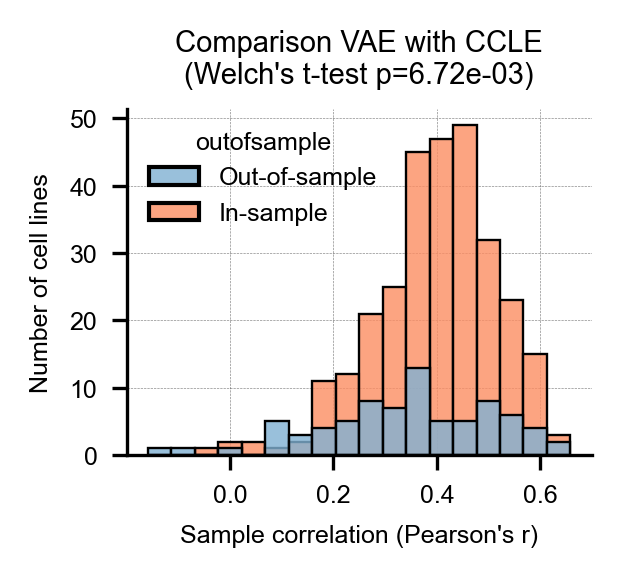 Comparison VAE with CCLE
(Welch's t-test p=6.72e-03)
50
40
30
20
10
0
Number of cell lines
outofsample
Out-of-sample
In-sample
0.0
0.2
0.4
0.6
Sample correlation (Pearson's r)